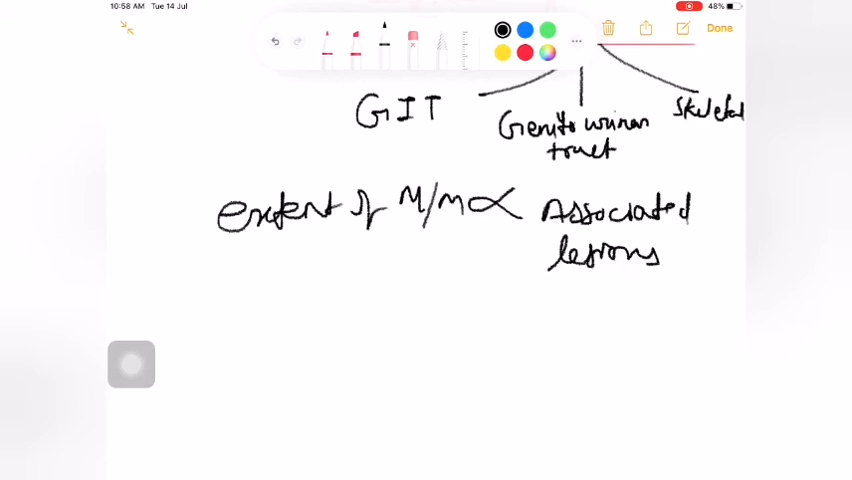 10:58 AM Tue 14 Jul
48%
Done
GIT
Genito urinary
tract
Skeletal
extent of M/m ∝ Associated
lesions